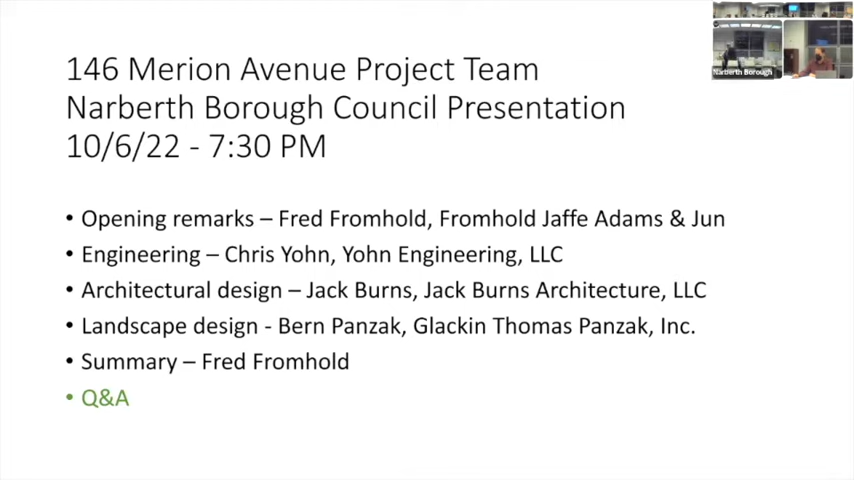 146 Merion Avenue Project Team
Narberth Borough Council Presentation
10/6/22 - 7:30 PM
• Opening remarks – Fred Fromhold, Fromhold Jaffe Adams & Jun
• Engineering – Chris Yohn, Yohn Engineering, LLC
• Architectural design – Jack Burns, Jack Burns Architecture, LLC
• Landscape design - Bern Panzak, Glackin Thomas Panzak, Inc.
• Summary – Fred Fromhold
• Q&A
Narberth Borough